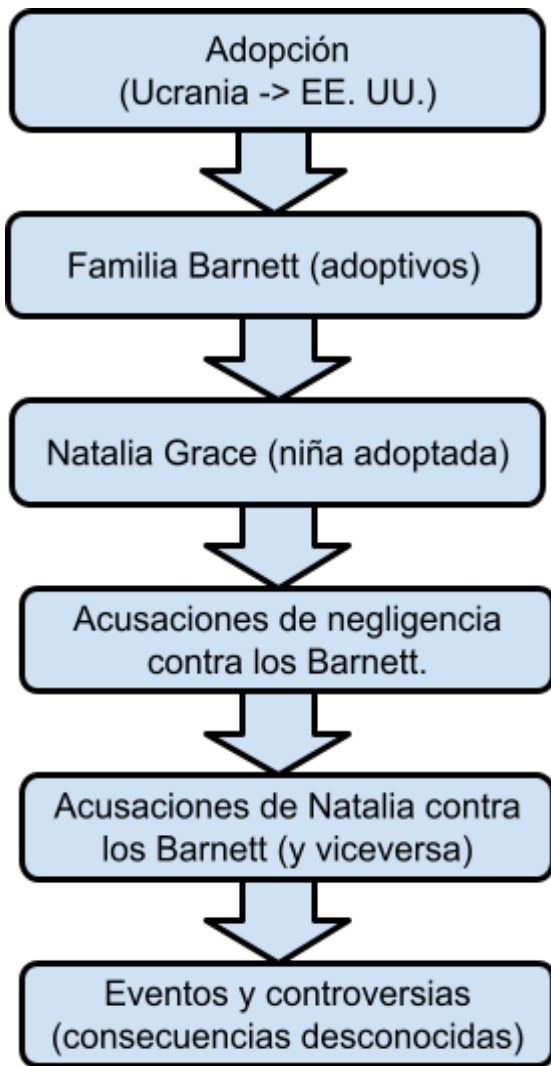 Adopción
(Ucrania -> EE. UU.)
Familia Barnett (adoptivos)
Natalia Grace (niña adoptada)
Acusaciones de negligencia
contra los Barnett.
Acusaciones de Natalia contra
los Barnett (y viceversa)
Eventos y controversias
(consecuencias desconocidas)